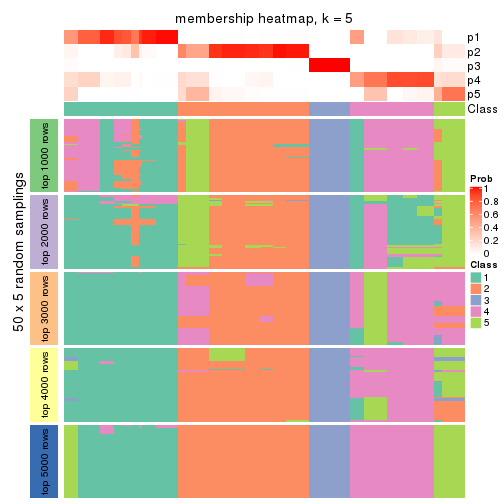 membership heatmap, k = 5
p1
p2
p3
p4
p5
Class
50 x 5 random samplings
top 1000 rows
top 2000 rows
top 3000 rows
top 4000 rows
top 5000 rows
Prob
1
0.8
0.6
0.4
0.2
0
Class
1
2
3
4
5